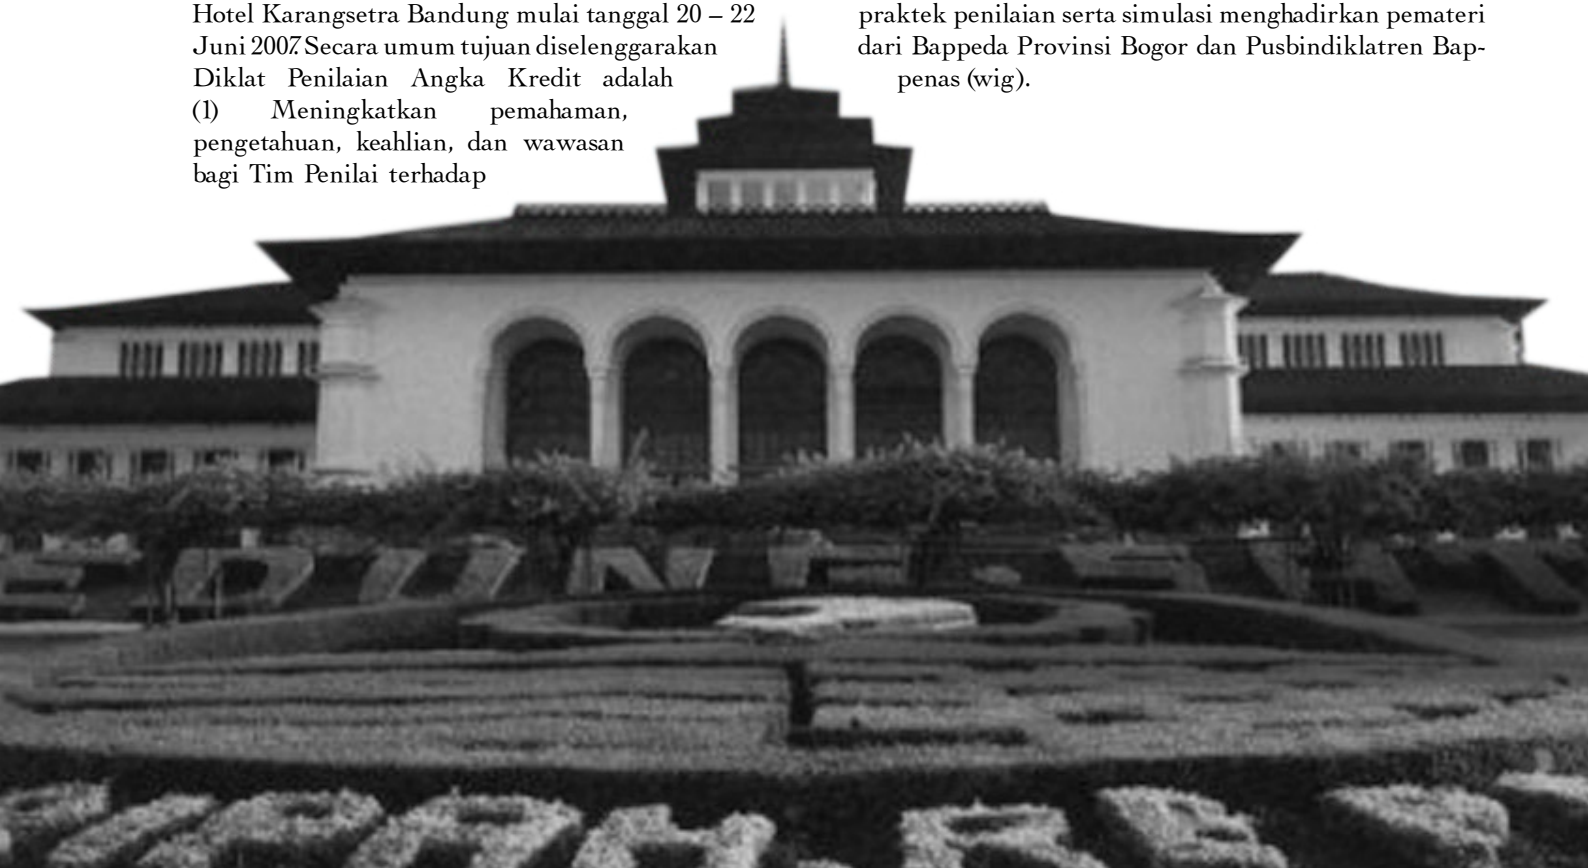 Hotel Karangsetra Bandung mulai tanggal 20 – 22
Juni 2007. Secara umum tujuan diselenggarakan
Diklat Penilaian Angka Kredit adalah
(1) Meningkatkan pemahaman,
pengetahuan, keahlian, dan wawasan
bagi Tim Penilai terhadap
praktek penilaian serta simulasi menghadirkan pemateri
dari Bappeda Provinsi Bogor dan Pusbindiklatren Bap-
penas (wig).